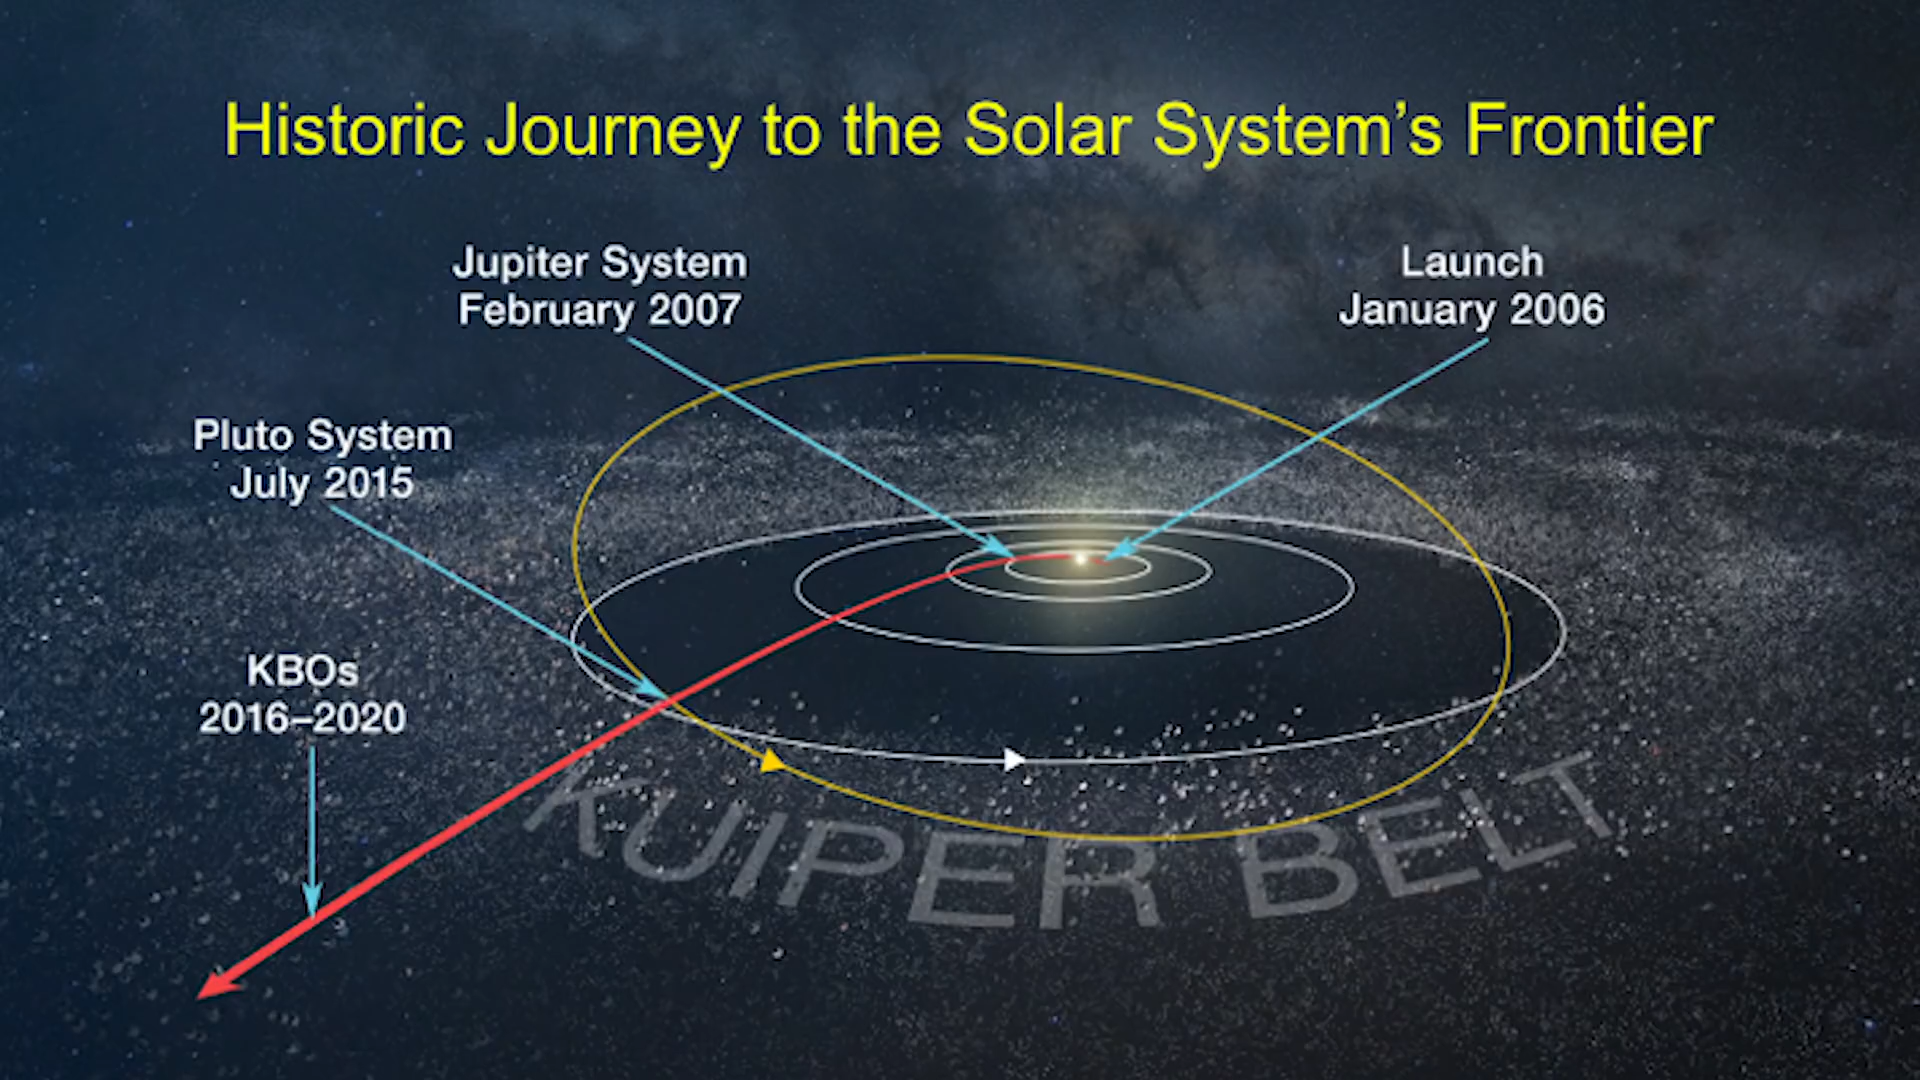 Historic Journey to the Solar System’s Frontier
Jupiter System
February 2007
Launch
January 2006
Pluto System
July 2015
KBOs
2016–2020
KUIPER BELT